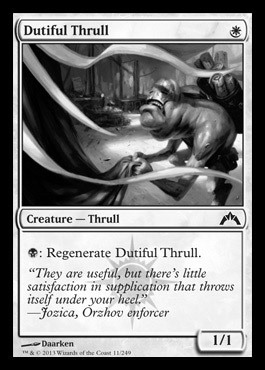 Dutiful Thrull
Creature — Thrull
: Regenerate Dutiful Thrull.
“They are useful, but there’s little
satisfaction in supplication that throws
itself under your heel.”
—Jozica, Orzhov enforcer
Daarken
™ & © 2013 Wizards of the Coast 11/249
1/1